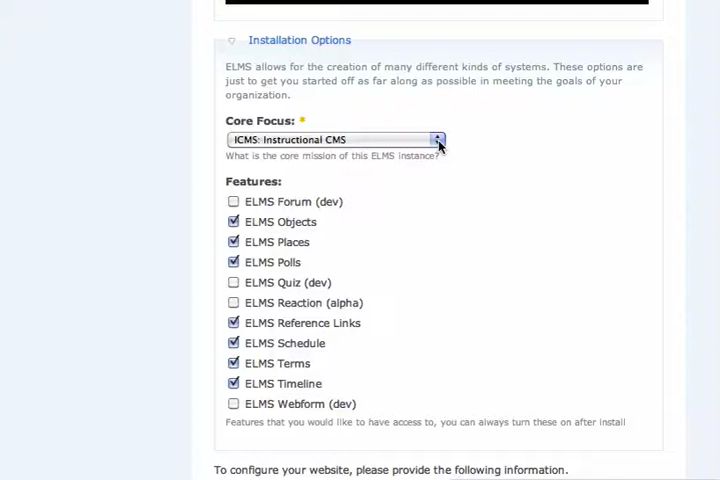 Installation Options
ELMS allows for the creation of many different kinds of systems. These options are
just to get you started off as far along as possible in meeting the goals of your
organization.
Core Focus: *
ICMS: Instructional CMS
What is the core mission of this ELMS instance?
Features:
ELMS Forum (dev)
ELMS Objects
ELMS Places
ELMS Polls
ELMS Quiz (dev)
ELMS Reaction (alpha)
ELMS Reference Links
ELMS Schedule
ELMS Terms
ELMS Timeline
ELMS Webform (dev)
Features that you would like to have access to, you can always turn these on after install
To configure your website, please provide the following information.